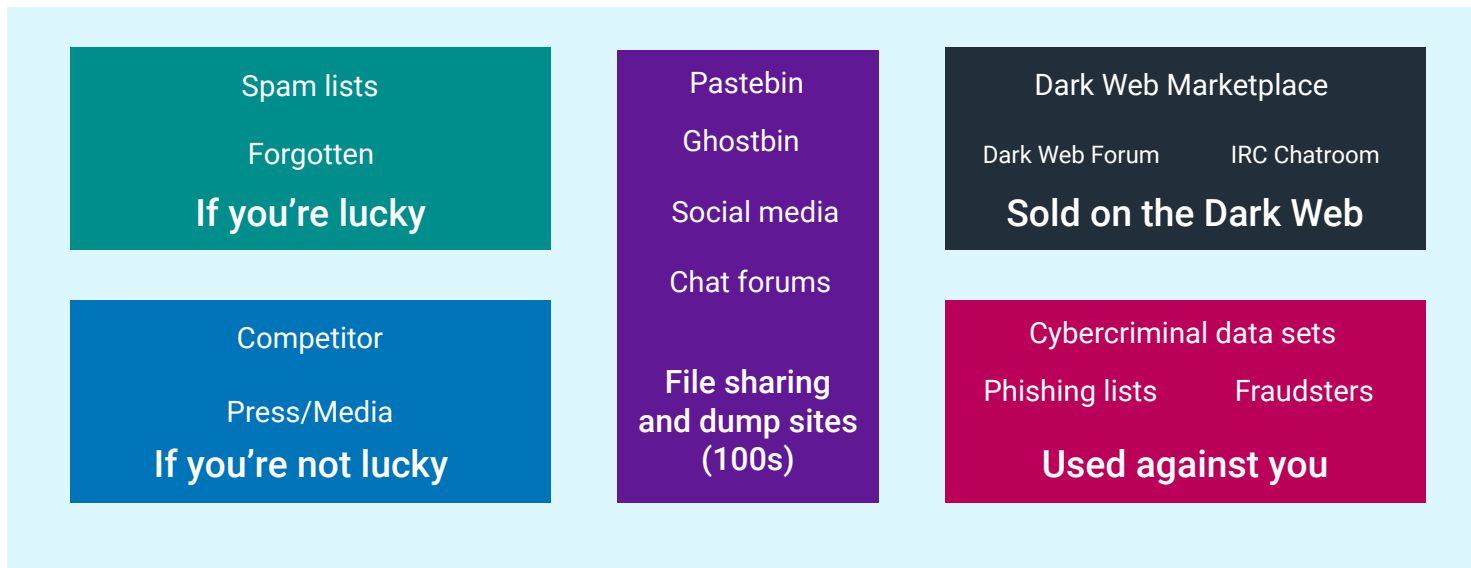 Spam lists
Forgotten
If you’re lucky
Competitor
Press/Media
If you’re not lucky
Pastebin
Ghostbin
Social media
Chat forums
File sharing
and dump sites
(100s)
Dark Web Marketplace
Dark Web Forum
IRC Chatroom
Sold on the Dark Web
Cybercriminal data sets
Phishing lists
Fraudsters
Used against you